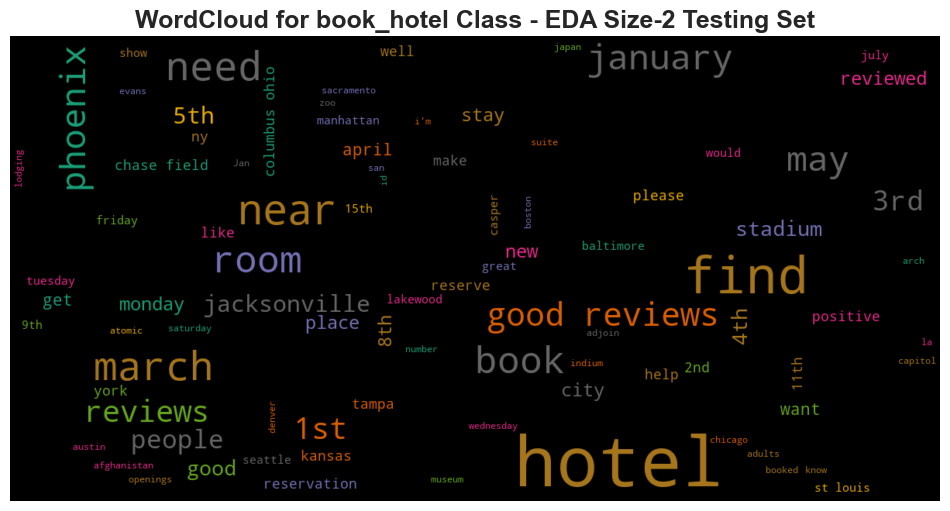 WordCloud for book_hotel Class - EDA Size-2 Testing Set
show
need
well
japan
january
july
reviewed
phoenix
evans
columbus ohio
sacramento
zoo
5th
manhattan
i'm
stay
ny
suite
chase field
Jan
april
make
would
may
lodging
san
id
please
3rd
near
15th
casper
boston
friday
like
stadium
new
baltimore
room
great
arch
tuesday
find
get
monday
jacksonville
lakewood
reserve
9th
atomic
saturday
place
8th
good reviews
adjoin
4th
positive
number
la
march
book
indium
capitol
york
city
help
2nd
11th
reviews
denver
tampa
want
people
1st
wednesday
hotel
chicago
austin
seattle
kansas
adults
afghanistan
good
booked know
openings
reservation
museum
st louis